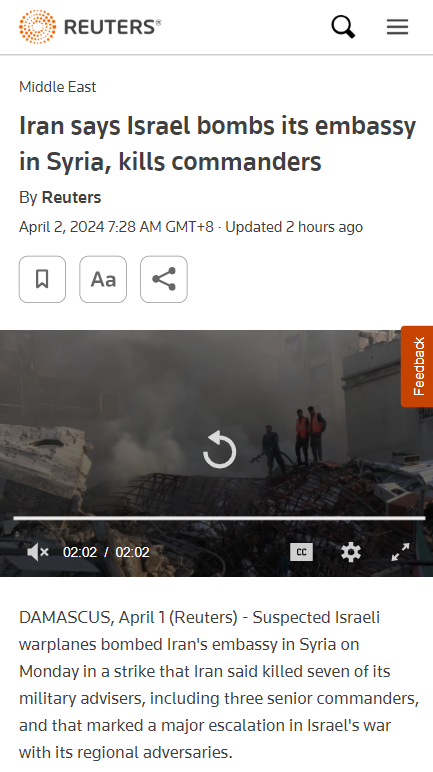 REUTERS®
Middle East
Iran says Israel bombs its embassy
in Syria, kills commanders
By Reuters
April 2, 2024 7:28 AM GMT+8 · Updated 2 hours ago
Aa
Feedback
02:02 / 02:02
CC
DAMASCUS, April 1 (Reuters) - Suspected Israeli
warplanes bombed Iran's embassy in Syria on
Monday in a strike that Iran said killed seven of its
military advisers, including three senior commanders,
and that marked a major escalation in Israel's war
with its regional adversaries.